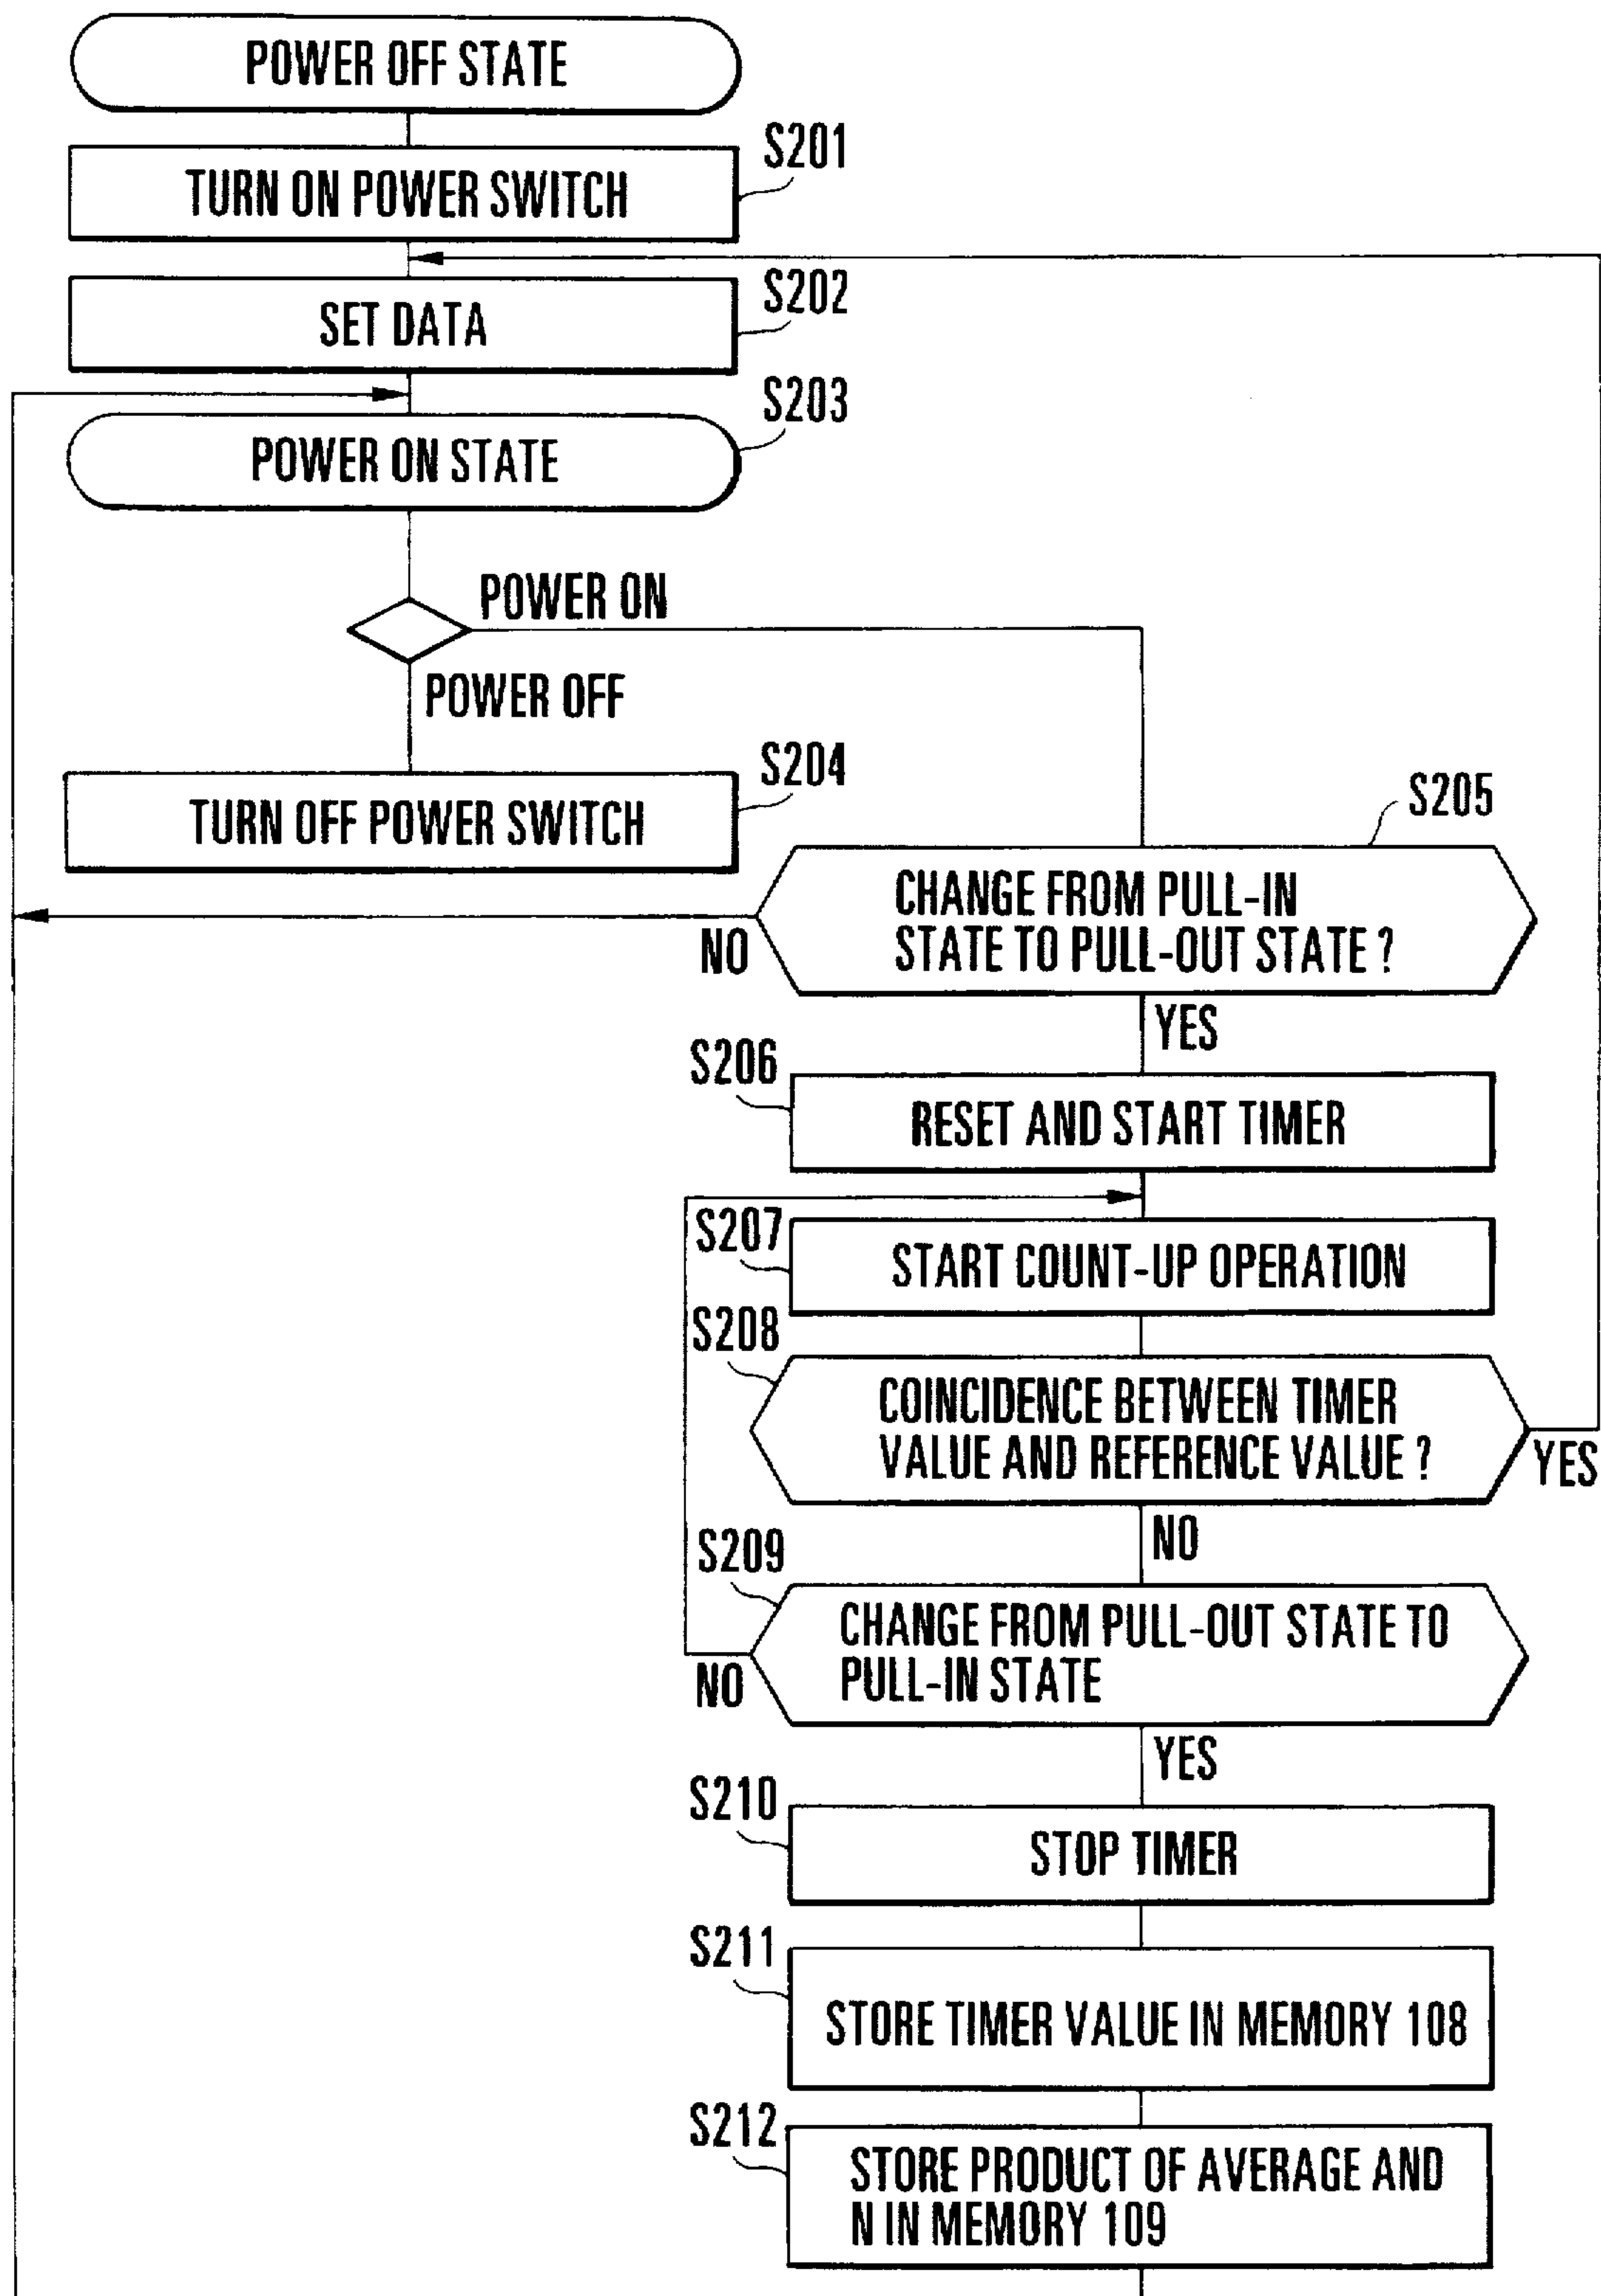 POWER OFF STATE
S201
TURN ON POWER SWITCH
S202
SET DATA
S203
POWER ON STATE
POWER ON
POWER OFF
S204
TURN OFF POWER SWITCH
S205
CHANGE FROM PULL-IN
STATE TO PULL-OUT STATE ?
NO
YES
S206
RESET AND START TIMER
S207
START COUNT-UP OPERATION
S208
COINCIDENCE BETWEEN TIMER
VALUE AND REFERENCE VALUE ?
YES
NO
S209
CHANGE FROM PULL-OUT STATE TO
PULL-IN STATE
NO
YES
S210
STOP TIMER
S211
STORE TIMER VALUE IN MEMORY 108
S212
STORE PRODUCT OF AVERAGE AND
N IN MEMORY 109